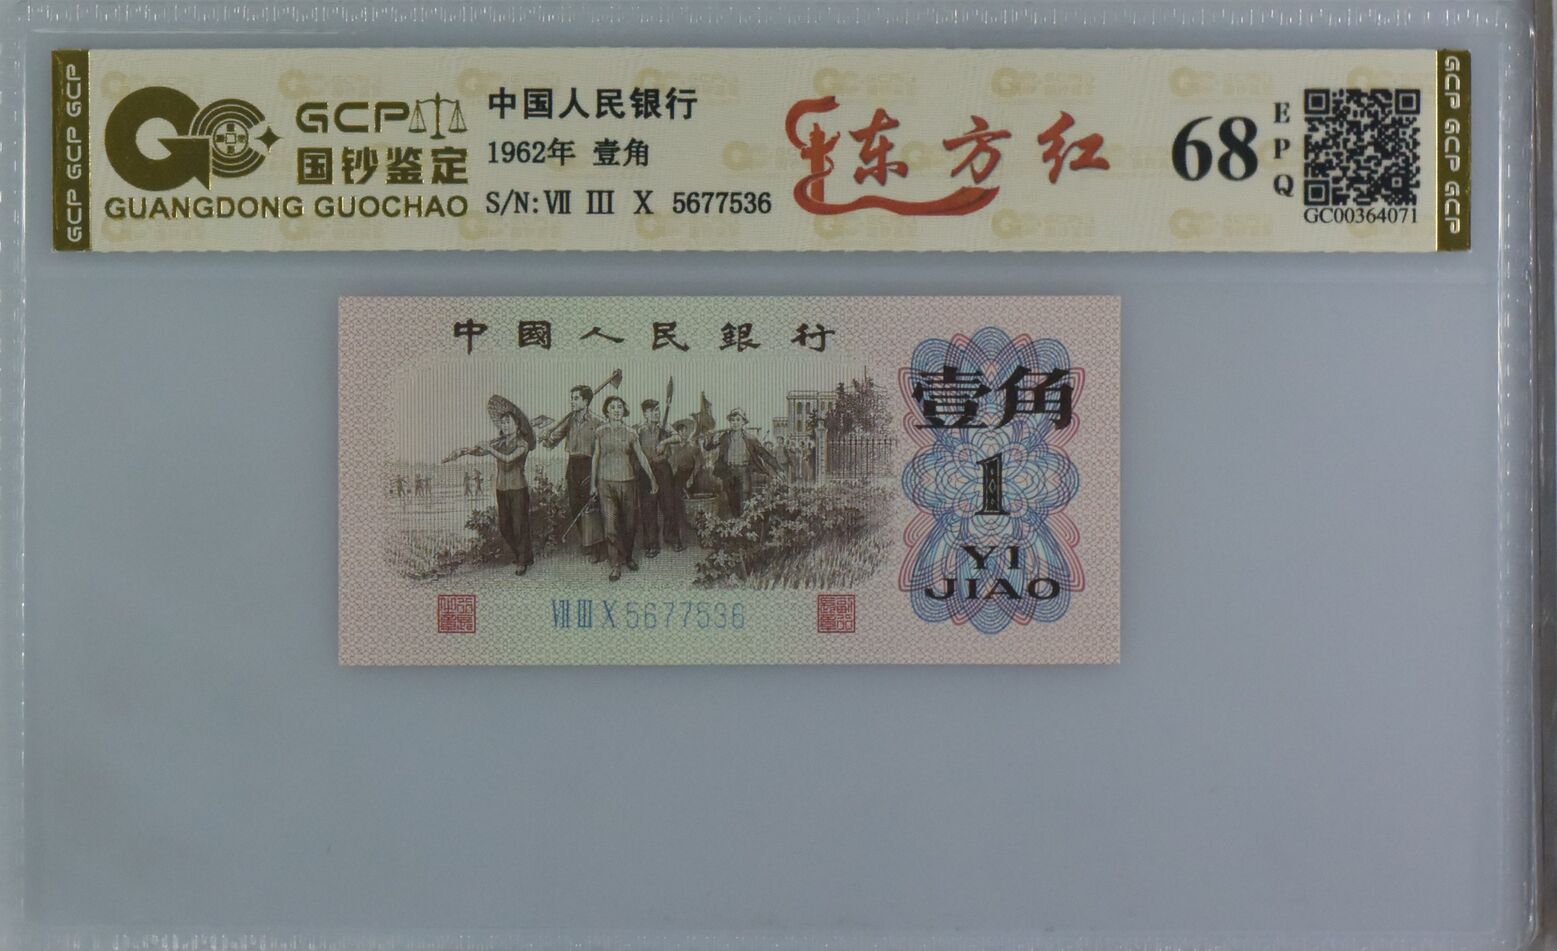 GCP GCP GCP
GCP
国钞鉴定
GUANGDONG GUOCHAO
中国人民银行
1962年 壹角
S/N:Ⅶ Ⅲ Ⅹ 5677536
东方红
68
EPQ
GC00364071
GCP GCP GCP
中國人民銀行
壹角
1
YI
JIAO
Ⅶ Ⅲ Ⅹ 5677536